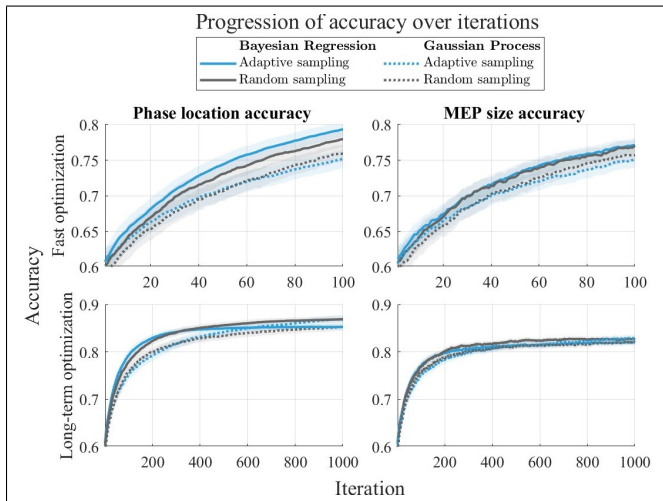 Progression of accuracy over iterations
Bayesian Regression Gaussian Process
Adaptive sampling Adaptive sampling
Random sampling Random sampling
Phase location accuracy MEP size accuracy
Accuracy
Fast optimization
0.8 0.8
0.75 0.75
0.7 0.7
0.65 0.65
0.6 0.6
20 40 60 80 100 20 40 60 80 100
Long-term optimization
0.9 0.9
0.8 0.8
0.7 0.7
0.6 0.6
200 400 600 800 1000 200 400 600 800 1000
Iteration